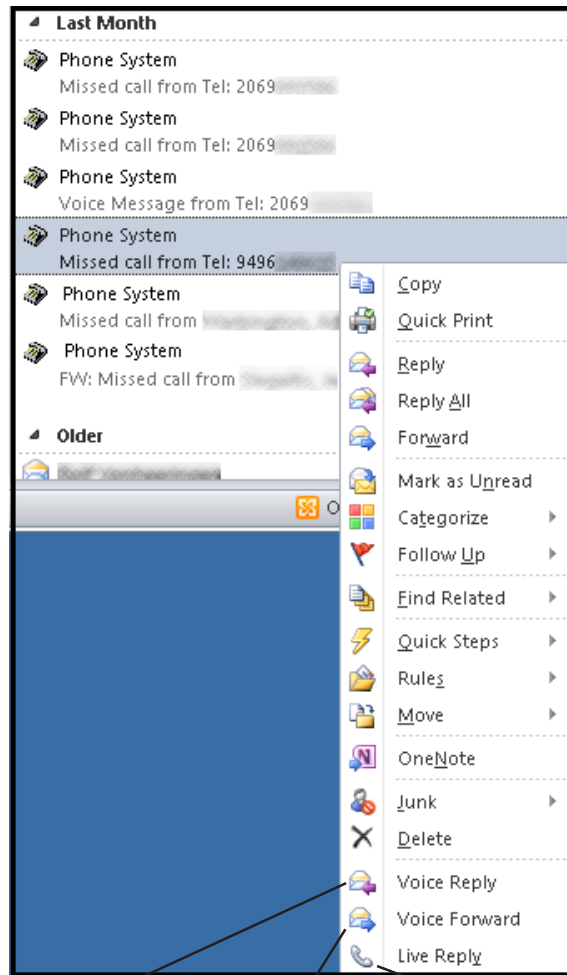 Last Month
Phone System
Missed call from Tel: 2069
Phone System
Missed call from Tel: 2069
Phone System
Voice Message from Tel: 2069
Phone System
Missed call from Tel: 9496
Phone System
Missed call from
Phone System
FW: Missed call from
Older
O
Copy
Quick Print
Reply
Reply All
Forward
Mark as Unread
Categorize
Follow Up
Find Related
Quick Steps
Rules
Move
OneNote
Junk
Delete
Voice Reply
Voice Forward
Live Reply